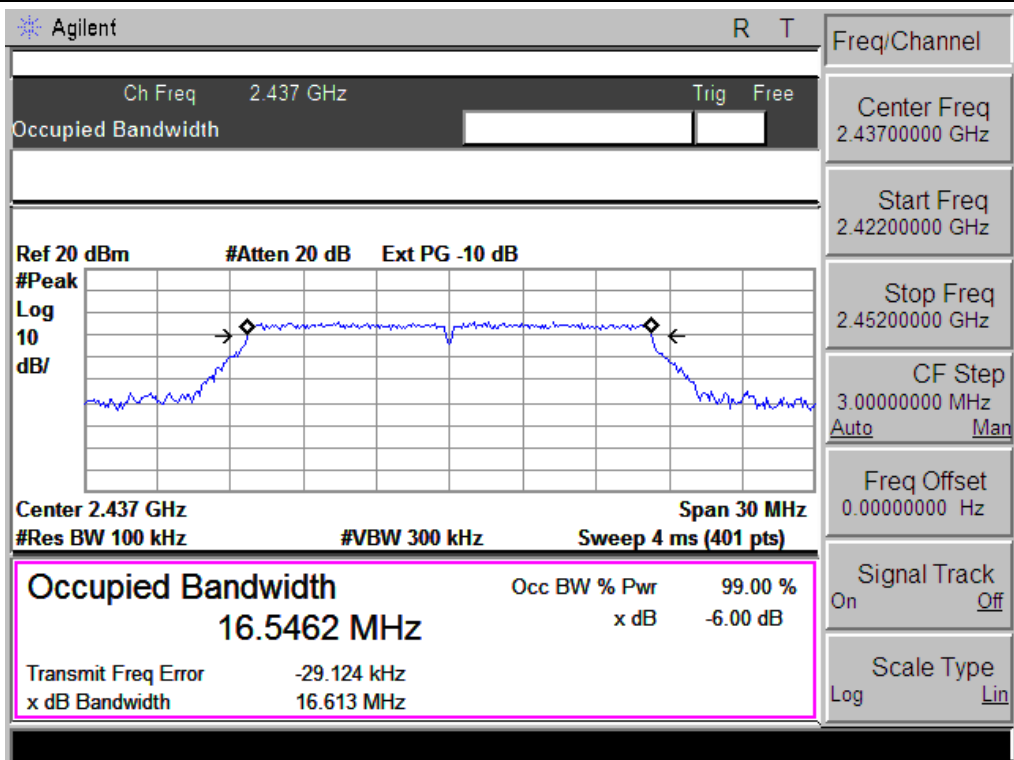 Agilent R T
Ch Freq 2.437 GHz Trig Free
Occupied Bandwidth
Ref 20 dBm #Atten 20 dB Ext PG -10 dB
#Peak
Log
10
dB/
Center 2.437 GHz Span 30 MHz
#Res BW 100 kHz #VBW 300 kHz Sweep 4 ms (401 pts)
Occupied Bandwidth Occ BW % Pwr 99.00 %
16.5462 MHz x dB -6.00 dB
Transmit Freq Error -29.124 kHz
x dB Bandwidth 16.613 MHz
Freq/Channel
Center Freq
2.43700000 GHz
Start Freq
2.42200000 GHz
Stop Freq
2.45200000 GHz
CF Step
3.00000000 MHz
Auto Man
Freq Offset
0.00000000 Hz
Signal Track
On Off
Scale Type
Log Lin